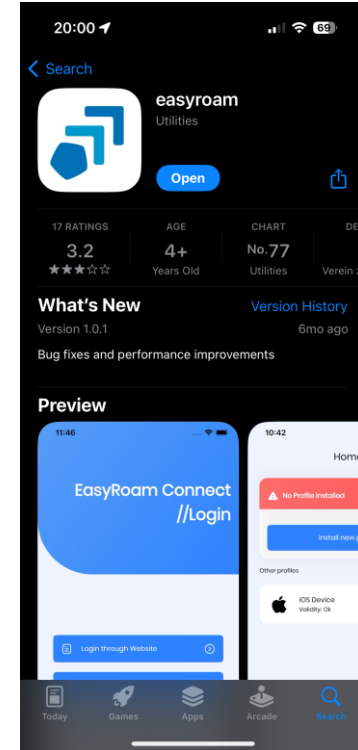 20:00
69
Search
easyroam
Utilities
Open
17 RATINGS
AGE
CHART
3.2
4+
No.77
Years Old
Utilities
What's New
Version History
Version 1.0.1
6mo ago
Bug fixes and performance improvements
Preview
11:46
EasyRoam Connect
//Login
Login through Website
10:42
Home
No Profile installed
Install new
Other profiles
iOS Device
Validity: Ok
Today
Games
Apps
Arcade
Search